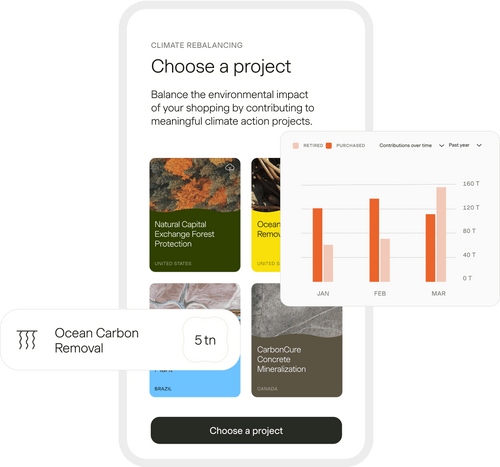 CLIMATE REBALANCING
Choose a project
Balance the environmental impact
of your shopping by contributing to
meaningful climate action projects.
RETIRED
PURCHASED
Contributions over time
Past year
160 T
120 T
80 T
40 T
0 T
JAN
FEB
MAR
Natural Capital
Exchange Forest
Protection
UNITED STATES
Ocean
UNITED S
Ocean Carbon
Removal
5 tn
BRAZIL
CarbonCure
Concrete
Mineralization
CANADA
Choose a project